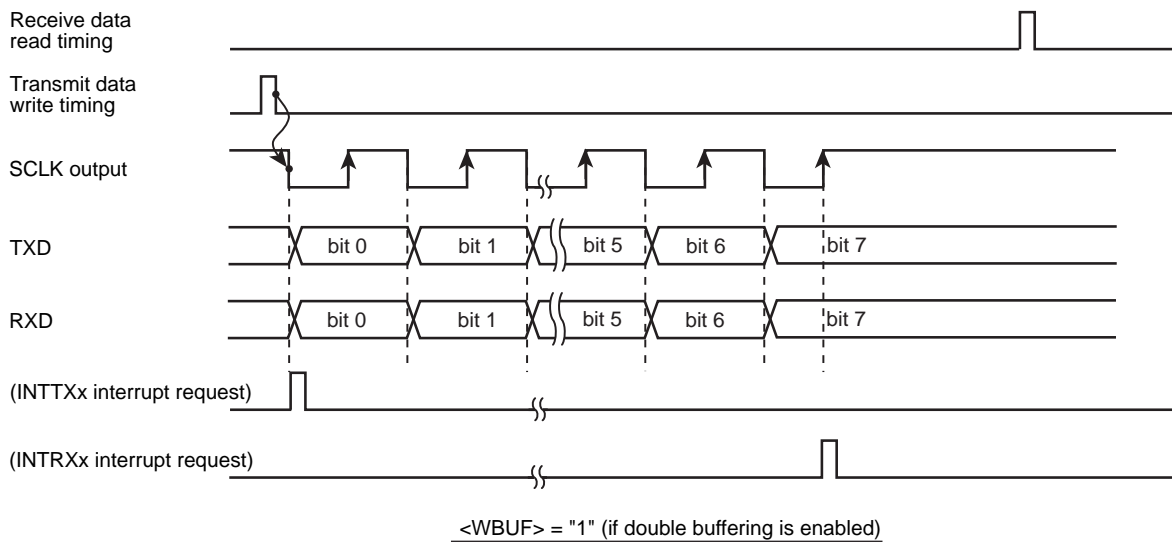 Receive data
read timing
Transmit data
write timing
SCLK output
TXD
bit 0 bit 1 bit 5 bit 6 bit 7
RXD
bit 0 bit 1 bit 5 bit 6 bit 7
(INTTXx interrupt request)
(INTRXx interrupt request)
<WBUF> = "1" (if double buffering is enabled)